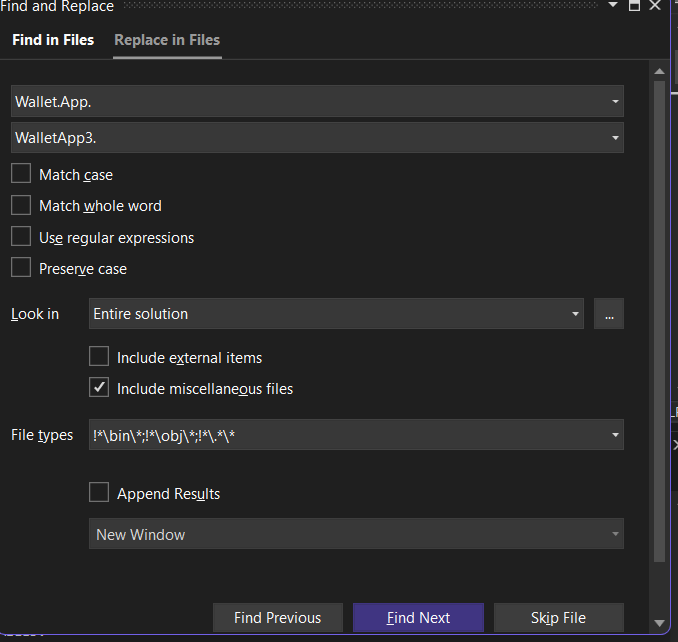 Find and Replace
Find in Files Replace in Files
Wallet.App.
WalletApp3.
Match case
Match whole word
Use regular expressions
Preserve case
Look in Entire solution ...
Include external items
Include miscellaneous files
File types !*\bin\*;!*\obj\*;!*\.*\*
Append Results
New Window
Find Previous Find Next Skip File